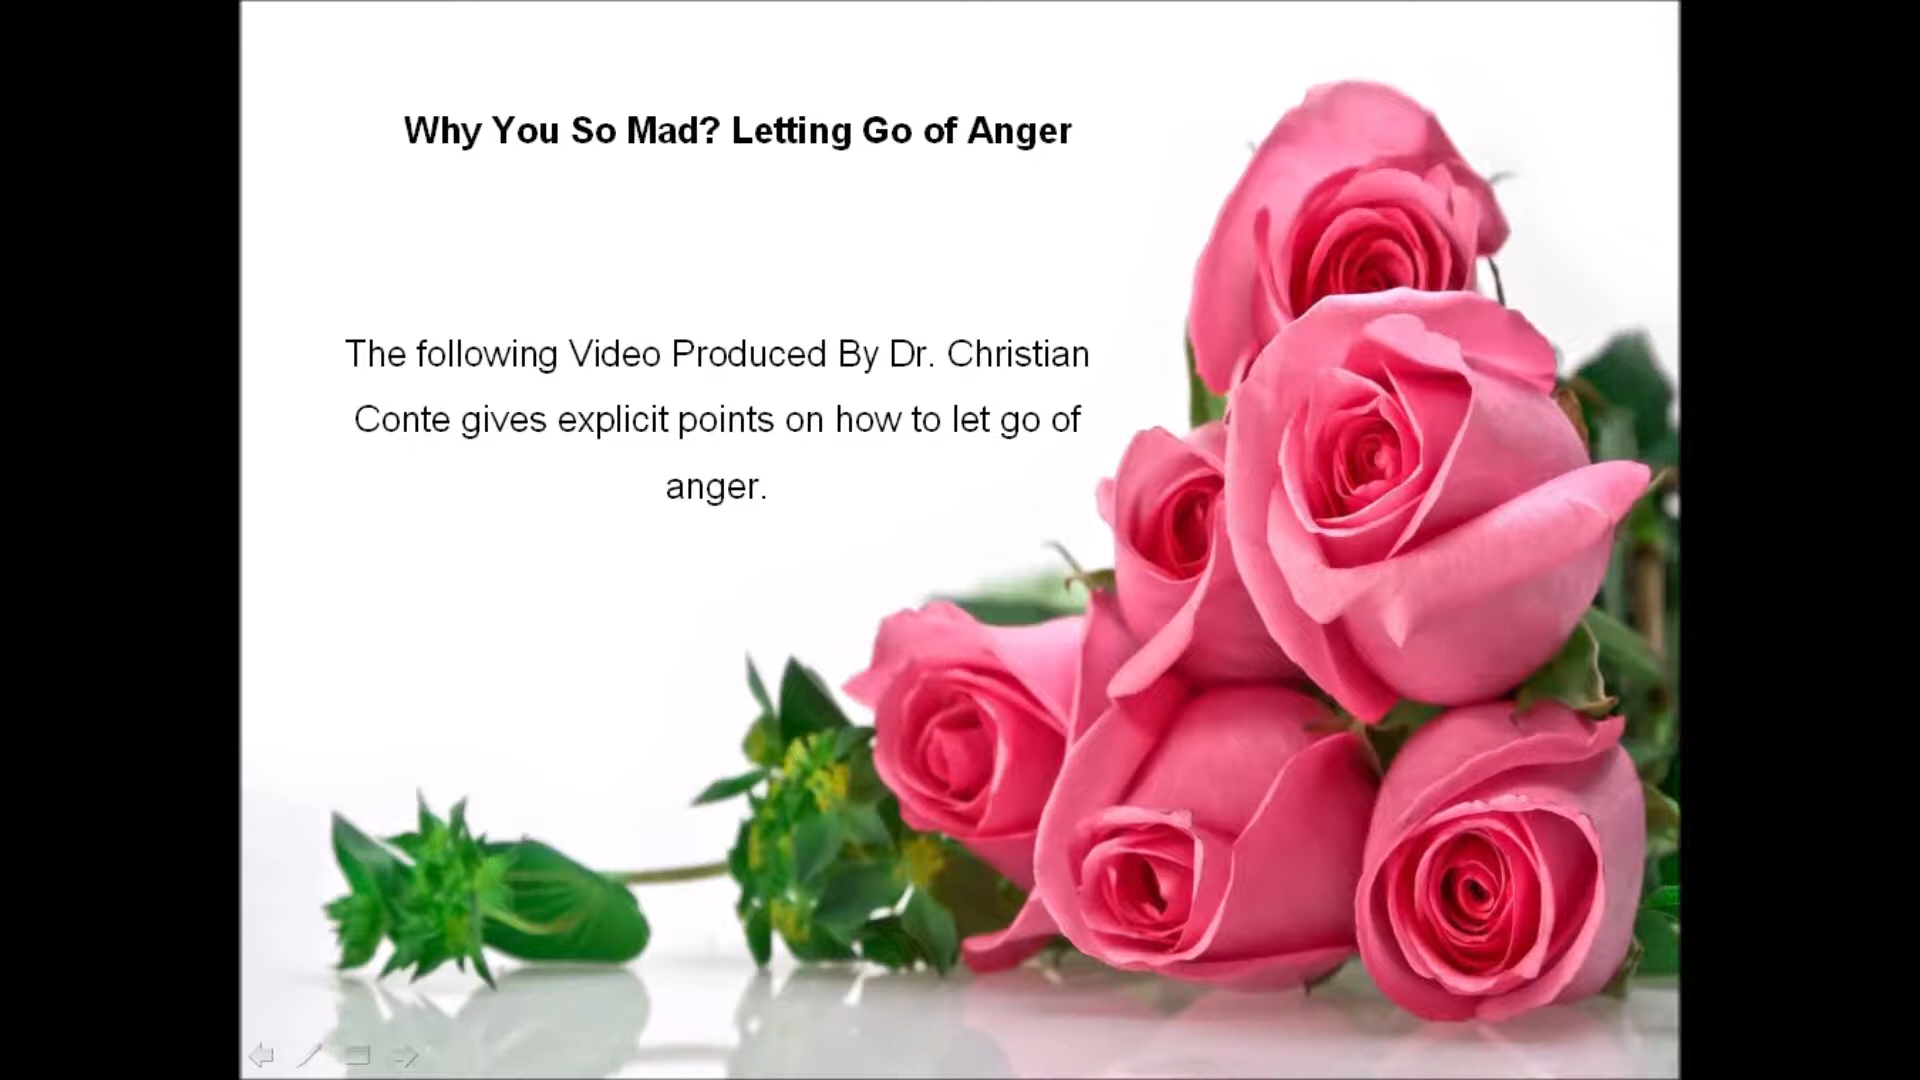 Why You So Mad? Letting Go of Anger
The following Video Produced By Dr. Christian
Conte gives explicit points on how to let go of
anger.